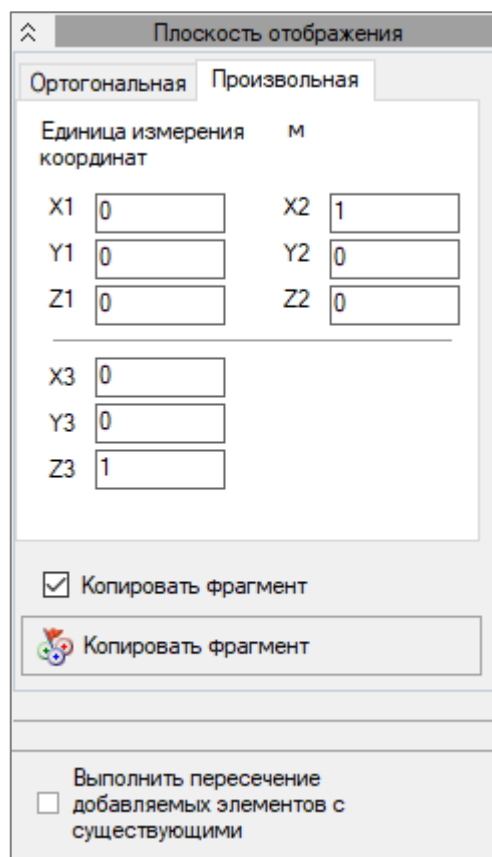 Плоскость отображения
Ортогональная Произвольная
Единица измерения м
координат
X1 0 X2 1
Y1 0 Y2 0
Z1 0 Z2 0
X3 0
Y3 0
Z3 1
Копировать фрагмент
Копировать фрагмент
Выполнить пересечение
добавляемых элементов с
существующими